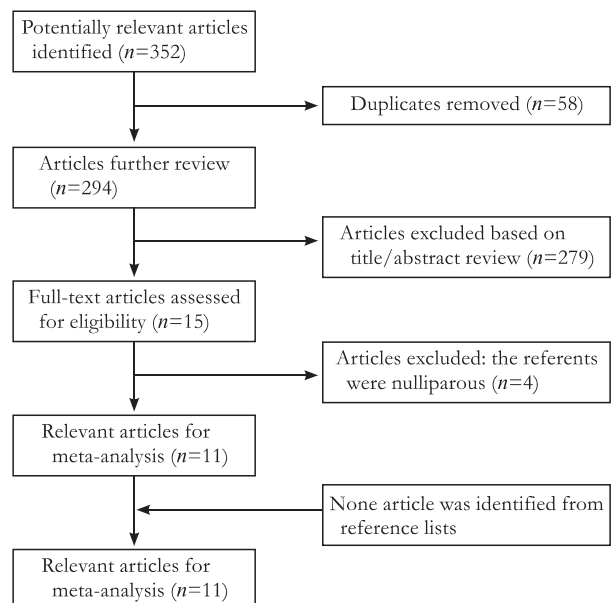 Potentially relevant articles
identified (n=352)
Duplicates removed (n=58)
Articles further review
(n=294)
Articles excluded based on
title/abstract review (n=279)
Full-text articles assessed
for eligibility (n=15)
Articles excluded: the referents
were nulliparous (n=4)
Relevant articles for
meta-analysis (n=11)
None article was identified from
reference lists
Relevant articles for
meta-analysis (n=11)